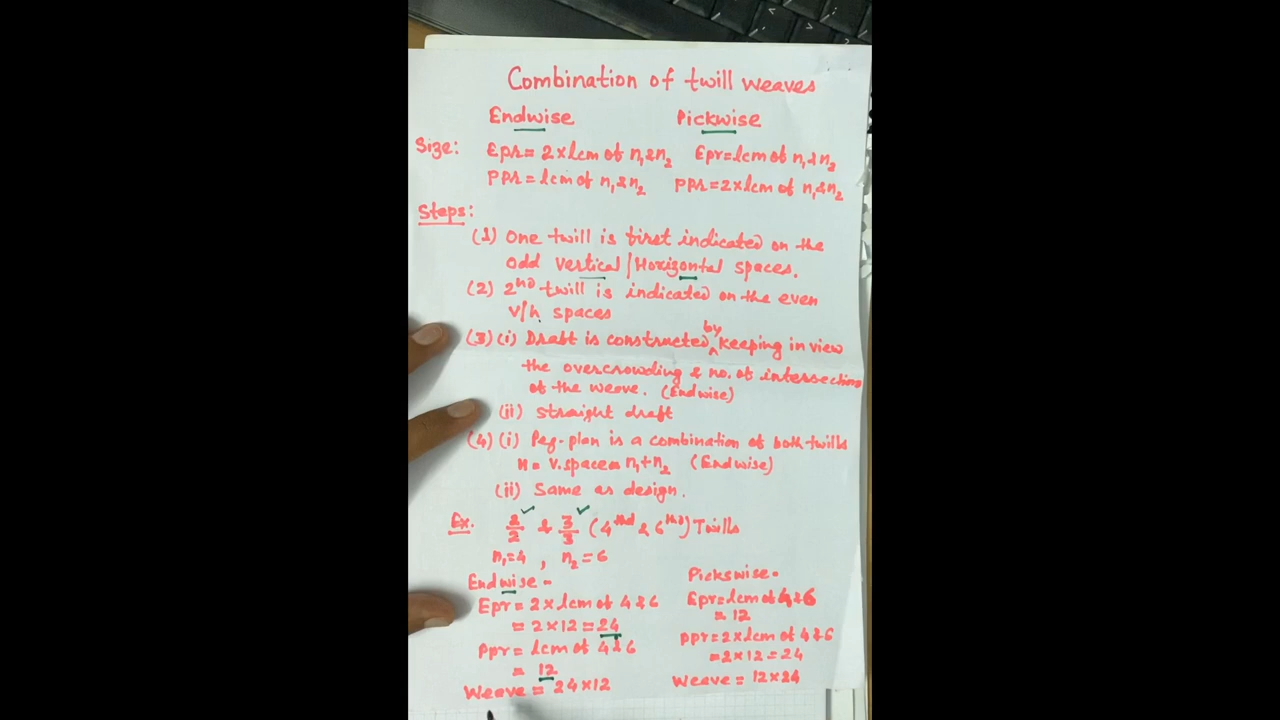 Combination of twill weaves
Endwise Pickwise
Size: Epr = 2 x lcm of n₁ & n₂ Epr = lcm of n₁ & n₂
PPr = lcm of n₁ & n₂ PPr = 2 x lcm of n₁ & n₂
Steps:
(1) One twill is first indicated on the
odd vertical / Horizontal spaces.
(2) 2nd twill is indicated on the even
v/h spaces
(3) (i) Draft is constructed by keeping in view
the overcrowding & no. of intersections
of the weave. (Endwise)
(ii) straight draft
(4) (i) Peg-plan is a combination of both twills
H = V. space = n₁ + n₂ (Endwise)
(ii) Same as design.
Ex. 2/2 & 3/3 (4 & 6) Twills
n₁=4 , n₂=6
Endwise - Pickswise -
Epr = 2 x lcm of 4 & 6 Epr = lcm of 4 & 6
= 2 x 12 = 24 = 12
Ppr = lcm of 4 & 6 ppr = 2 x lcm of 4 & 6
= 12 = 2 x 12 = 24
Weave = 24 x 12 Weave = 12 x 24